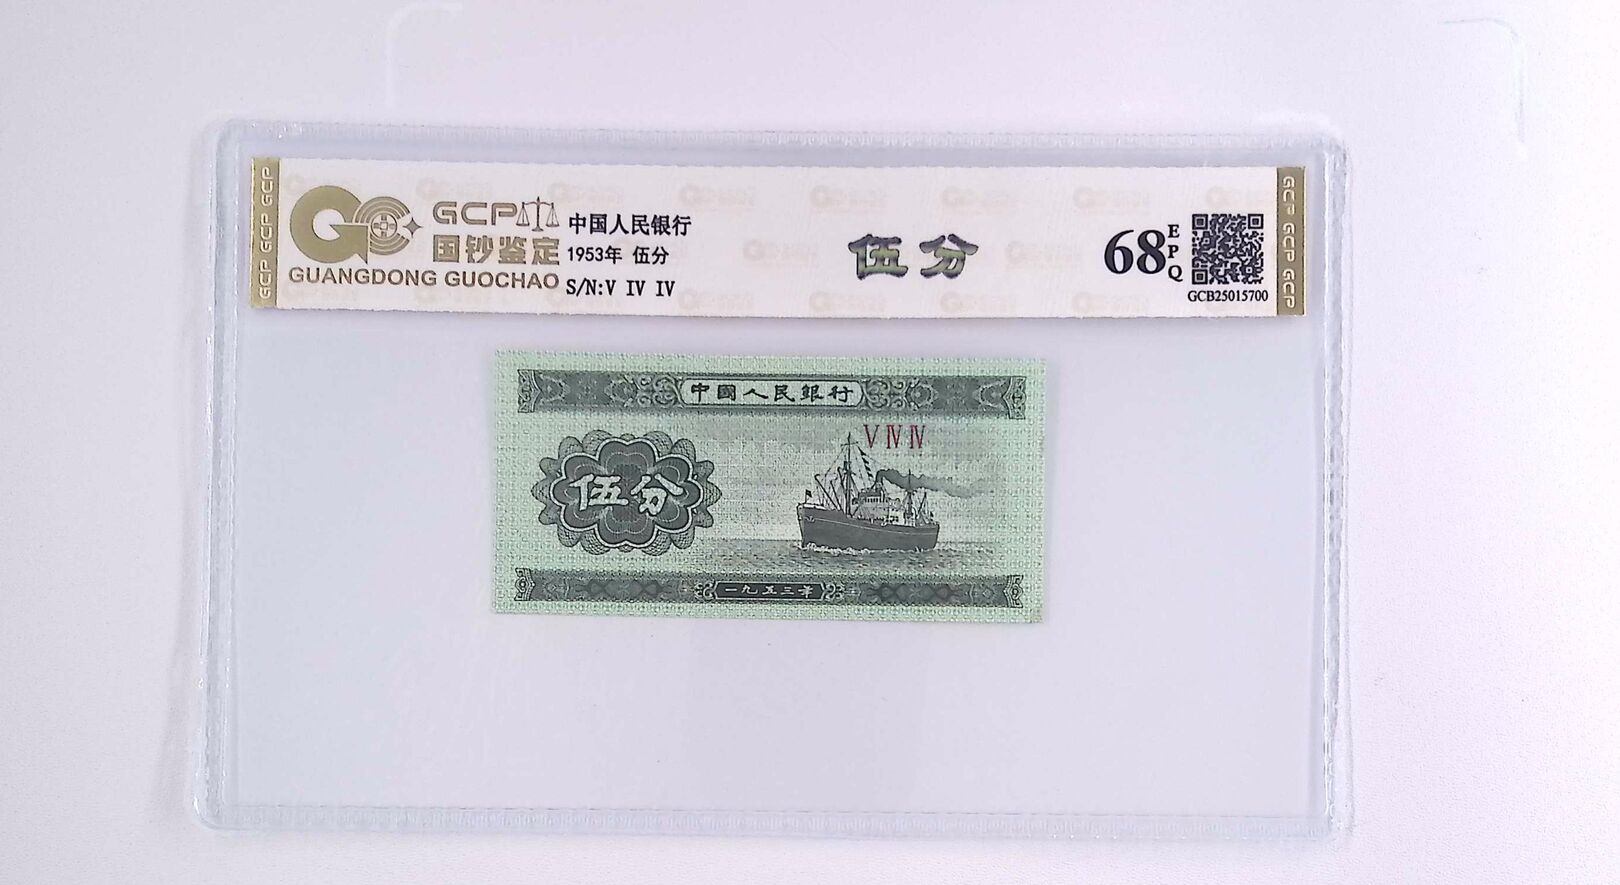 GCP GCP GCP
GCP
国钞鉴定
GUANGDONG GUOCHAO
中国人民银行
1953年 伍分
S/N:V IV IV
伍分
68
EPQ
GCB25015700
GCP GCP GCP
中國人民銀行
V IV IV
伍分
一九五三年